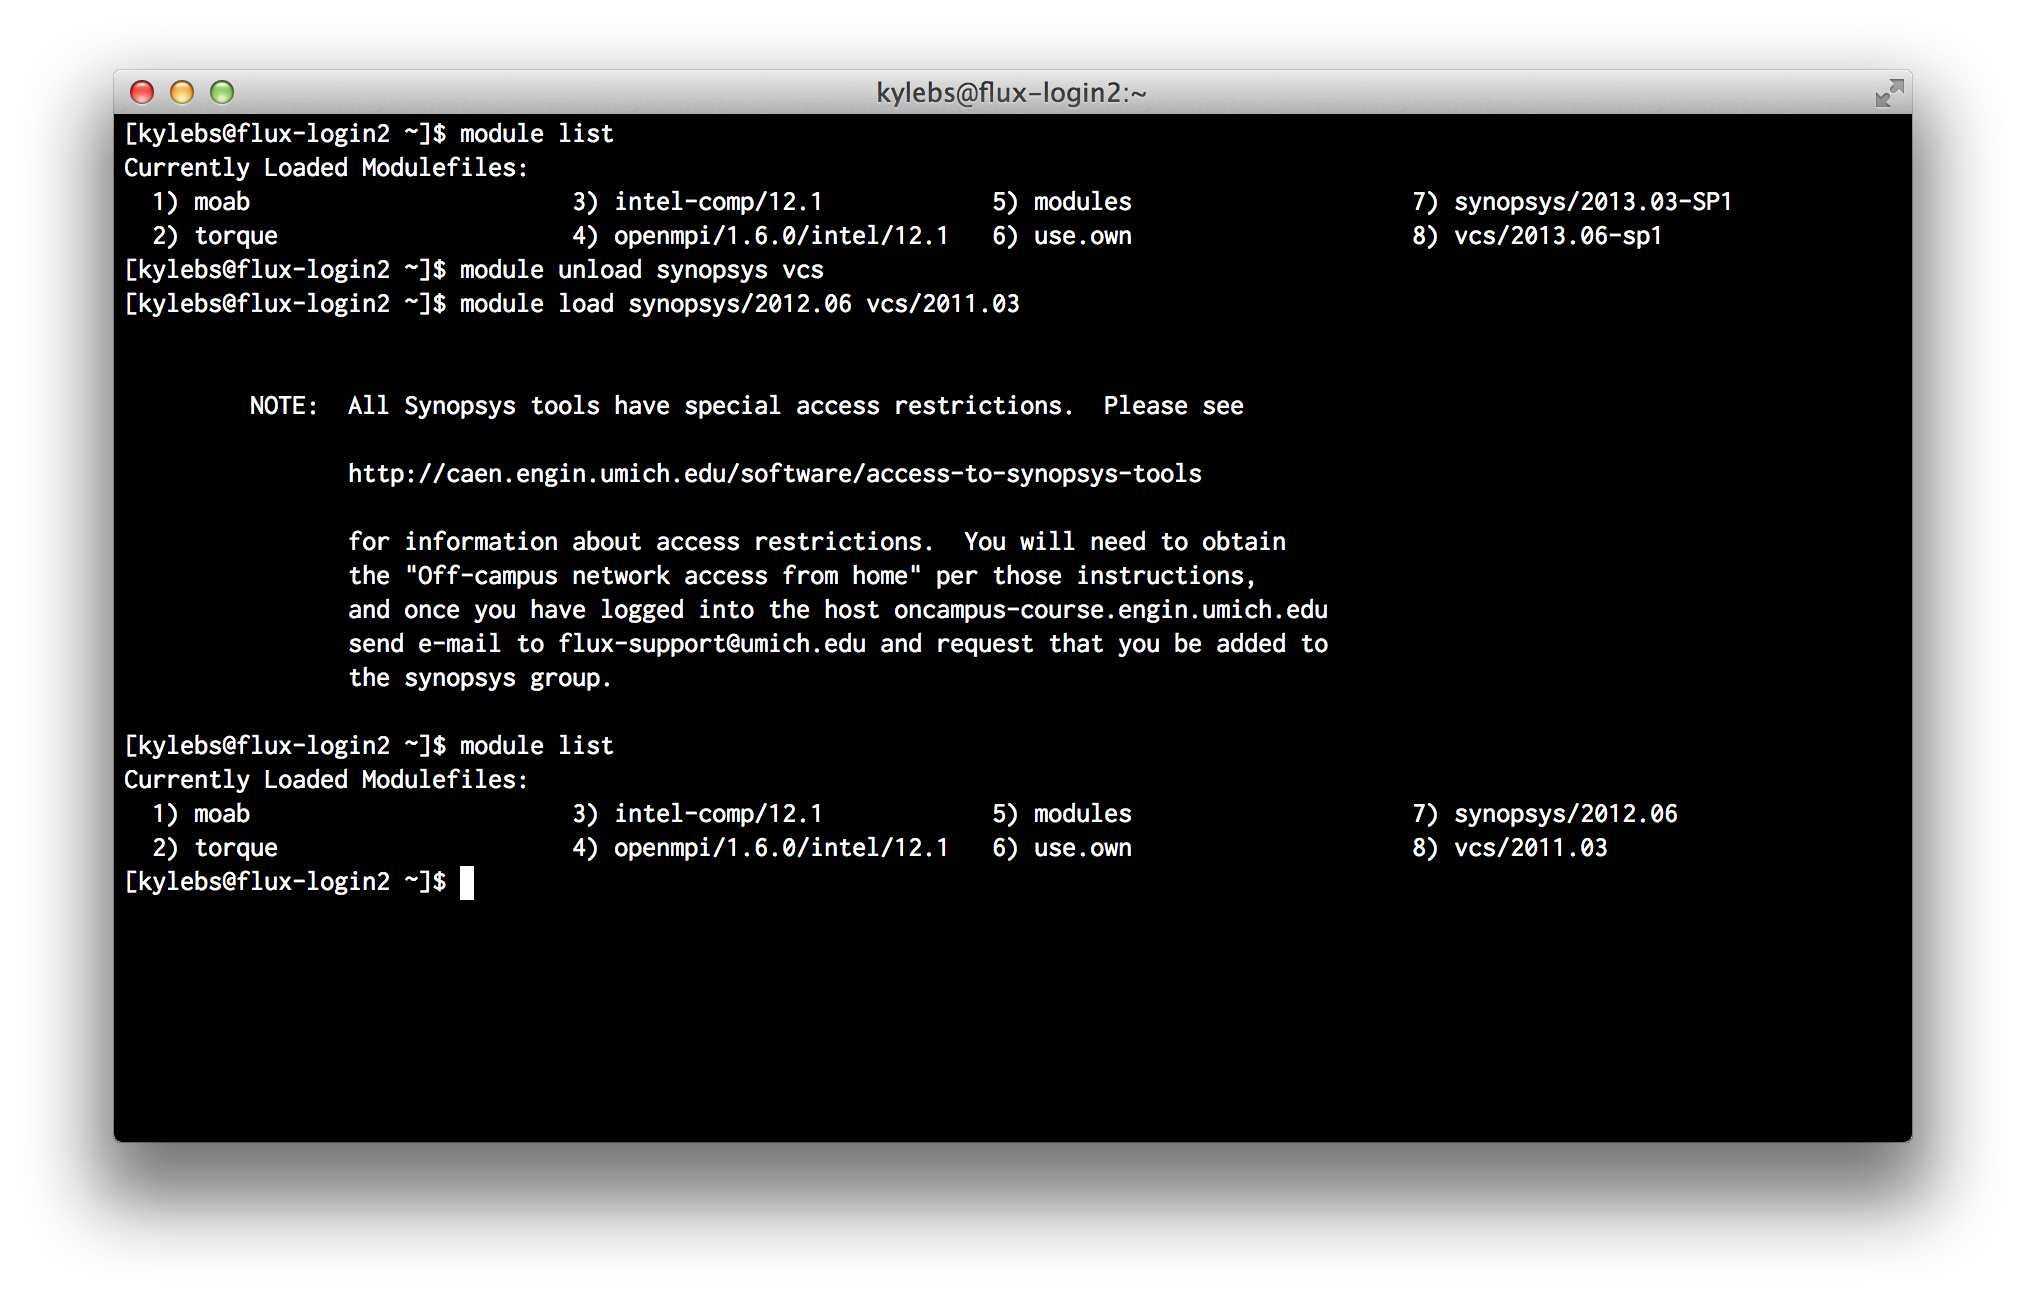 kylebs@flux-login2:~
[kylebs@flux-login2 ~]$ module list
Currently Loaded Modulefiles:
  1) moab                       3) intel-comp/12.1            5) modules                    7) synopsys/2013.03-SP1
  2) torque                     4) openmpi/1.6.0/intel/12.1   6) use.own                    8) vcs/2013.06-sp1
[kylebs@flux-login2 ~]$ module unload synopsys vcs
[kylebs@flux-login2 ~]$ module load synopsys/2012.06 vcs/2011.03
         NOTE:  All Synopsys tools have special access restrictions.  Please see
                http://caen.engin.umich.edu/software/access-to-synopsys-tools
                for information about access restrictions.  You will need to obtain
                the "Off-campus network access from home" per those instructions,
                and once you have logged into the host oncampus-course.engin.umich.edu
                send e-mail to flux-support@umich.edu and request that you be added to
                the synopsys group.
[kylebs@flux-login2 ~]$ module list
Currently Loaded Modulefiles:
  1) moab                       3) intel-comp/12.1            5) modules                    7) synopsys/2012.06
  2) torque                     4) openmpi/1.6.0/intel/12.1   6) use.own                    8) vcs/2011.03
[kylebs@flux-login2 ~]$